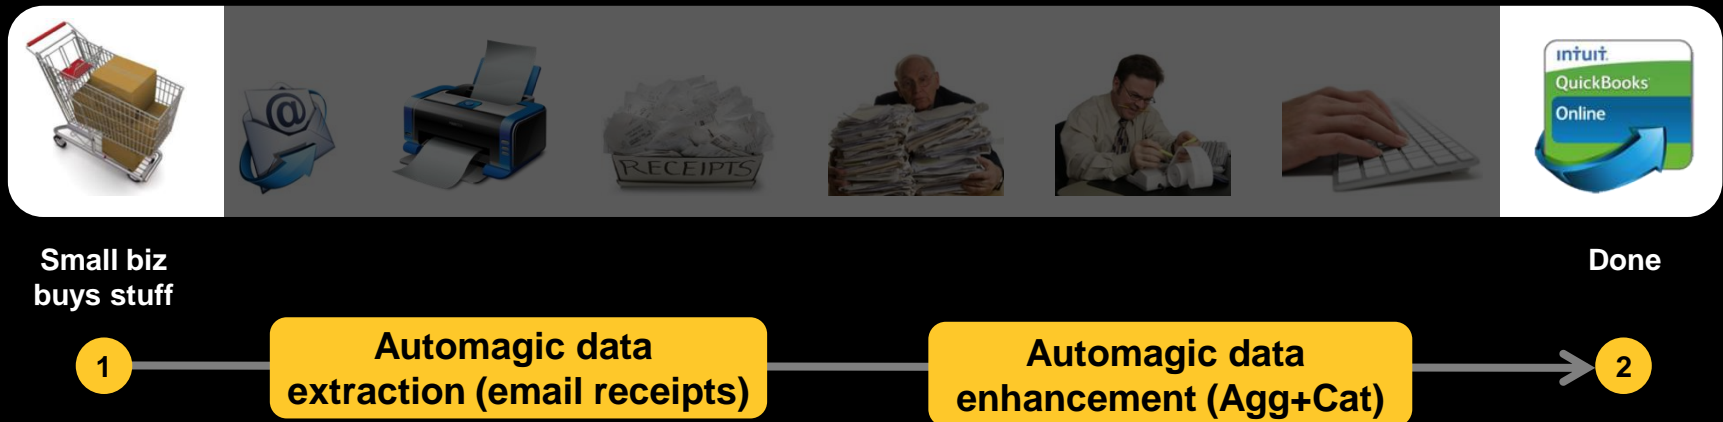 @
RECEIPTS
Intuit.
QuickBooks
Online
Small biz
buys stuff
Done
1
Automagic data
extraction (email receipts)
Automagic data
enhancement (Agg+Cat)
2